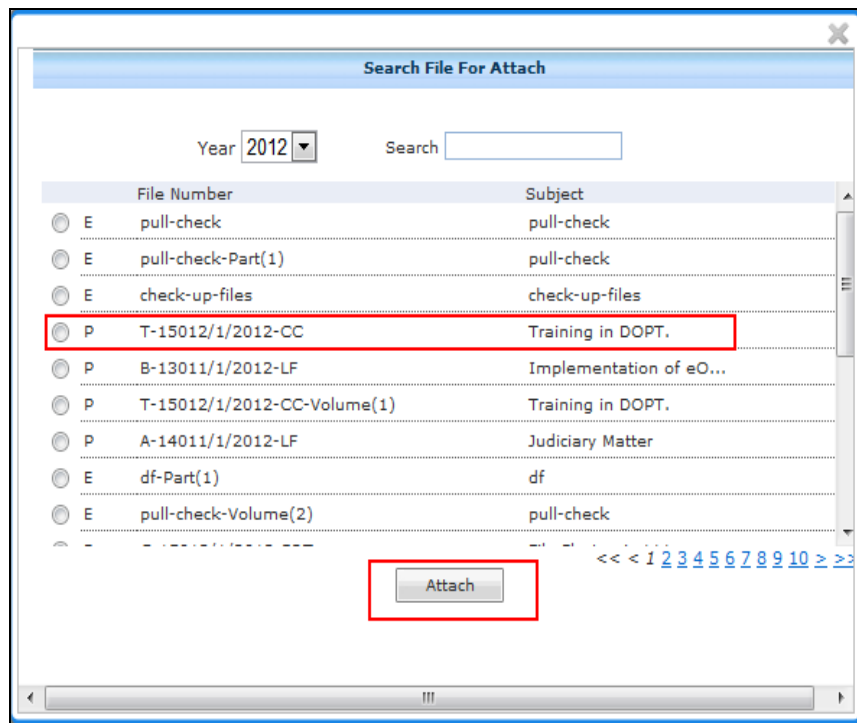 Search File For Attach
Year 2012 Search
File Number Subject
E pull-check pull-check
E pull-check-Part(1) pull-check
E check-up-files check-up-files
P T-15012/1/2012-CC Training in DOPT.
P B-13011/1/2012-LF Implementation of eO...
P T-15012/1/2012-CC-Volume(1) Training in DOPT.
P A-14011/1/2012-LF Judiciary Matter
E df-Part(1) df
E pull-check-Volume(2) pull-check
<< < 1 2 3 4 5 6 7 8 9 10 > >>
Attach